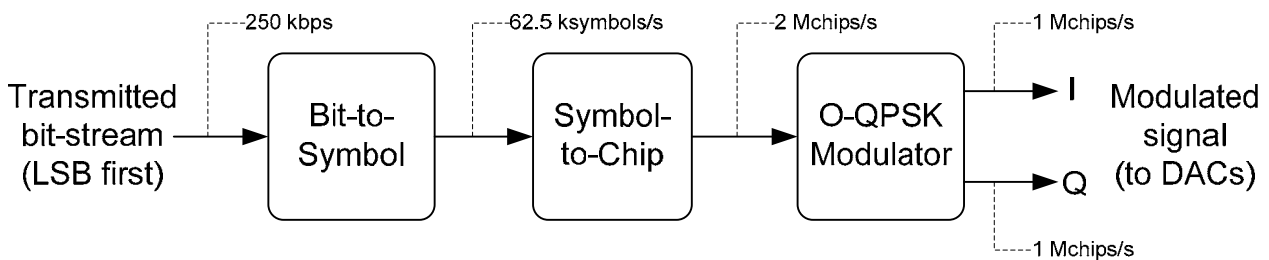 250 kbps
62.5 ksymbols/s
2 Mchips/s
1 Mchips/s
Transmitted
bit-stream
(LSB first)
Bit-to-
Symbol
Symbol-
to-Chip
O-QPSK
Modulator
I
Q
Modulated
signal
(to DACs)
1 Mchips/s